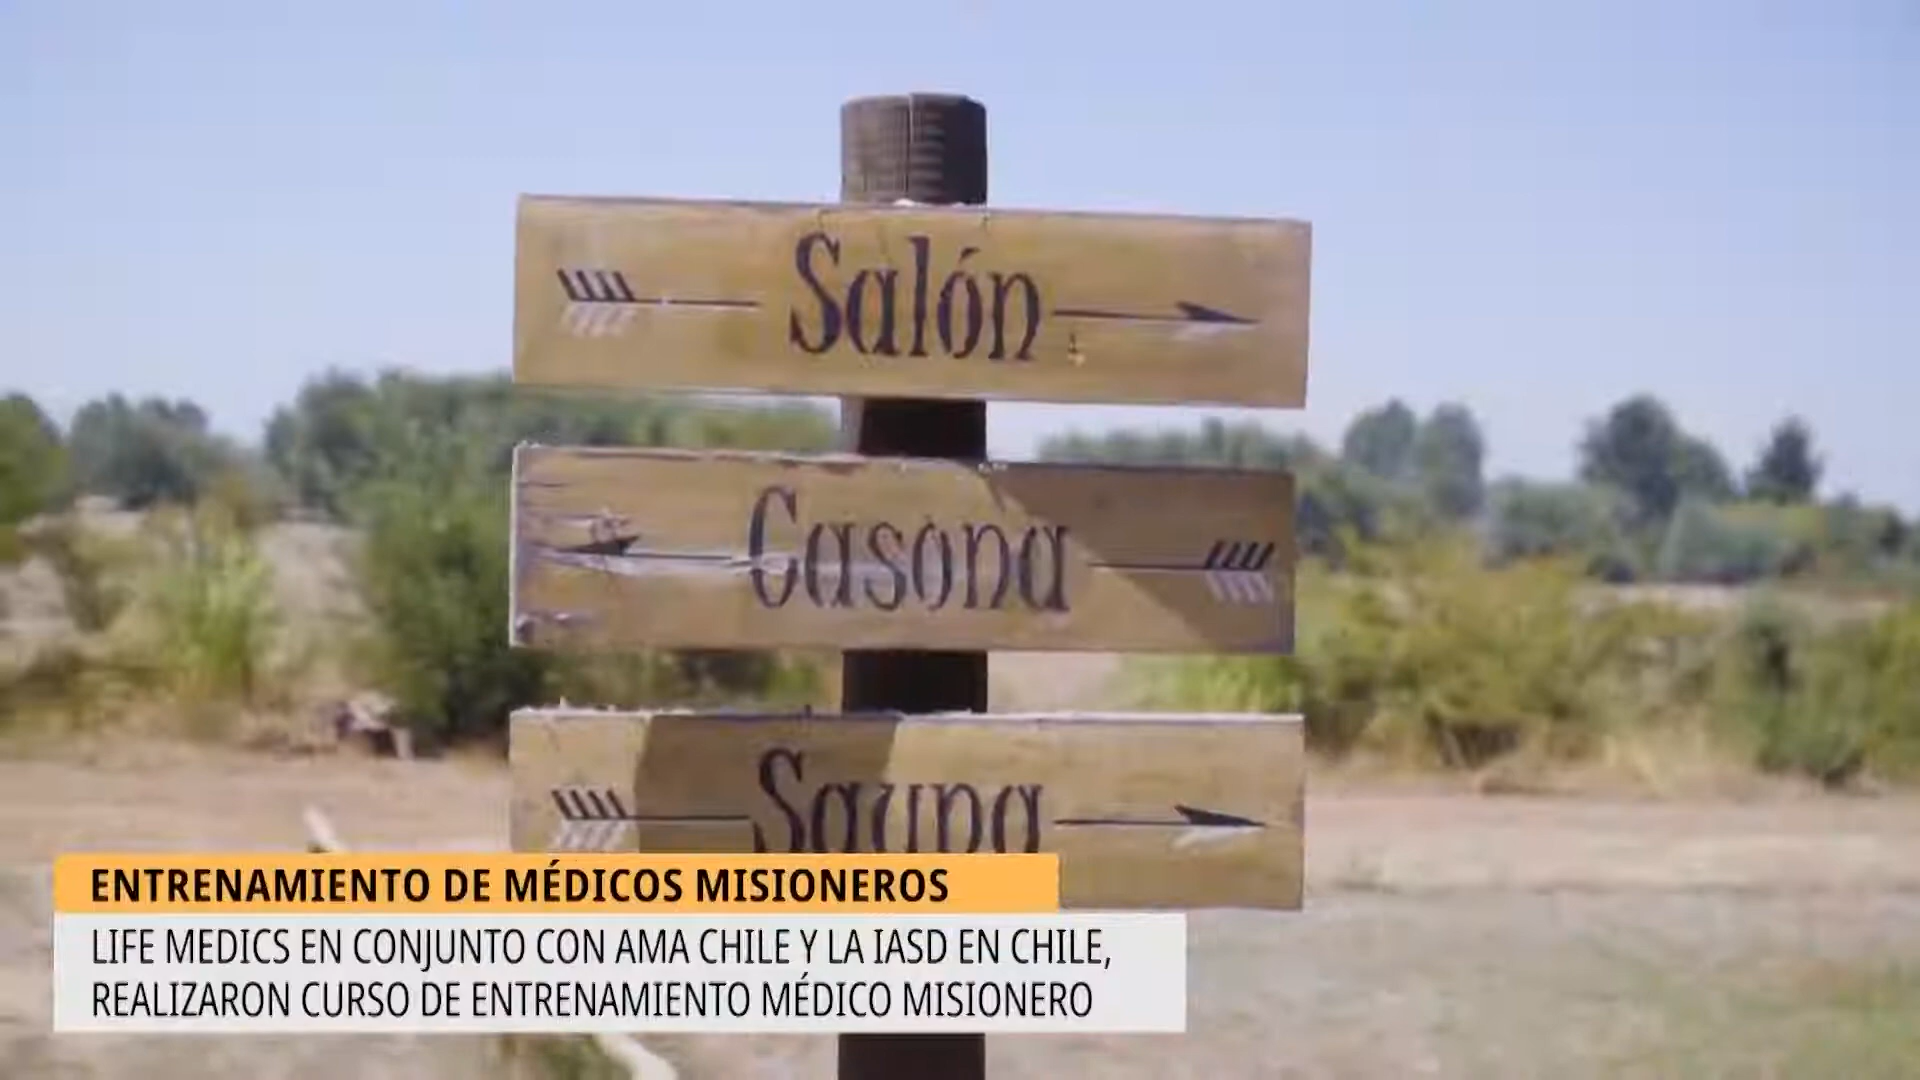 Salón
Casona
Sauna
ENTRENAMIENTO DE MÉDICOS MISIONEROS
LIFE MEDICS EN CONJUNTO CON AMA CHILE Y LA IASD EN CHILE,
REALIZARON CURSO DE ENTRENAMIENTO MÉDICO MISIONERO